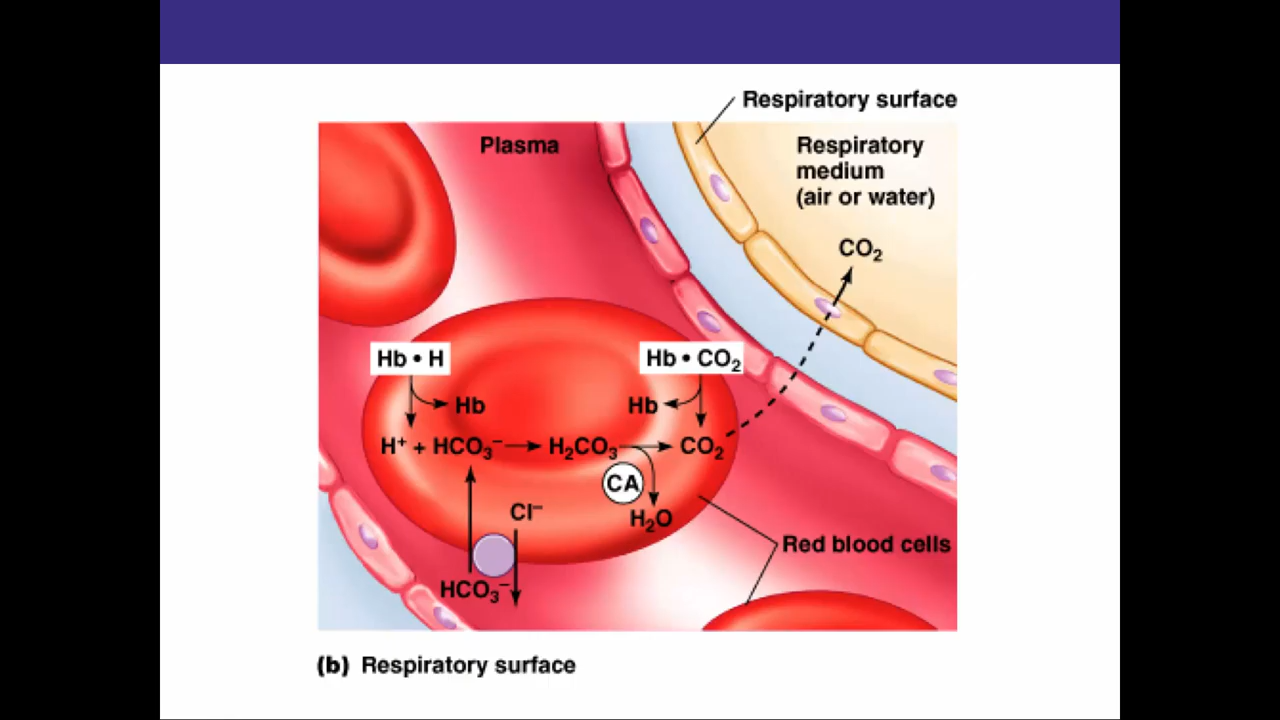 Respiratory surface
Plasma
Respiratory
medium
(air or water)
CO₂
Hb • H
Hb • CO₂
Hb
Hb
H⁺ + HCO₃⁻ → H₂CO₃ → CO₂
CA
Cl⁻
H₂O
Red blood cells
HCO₃⁻
(b) Respiratory surface